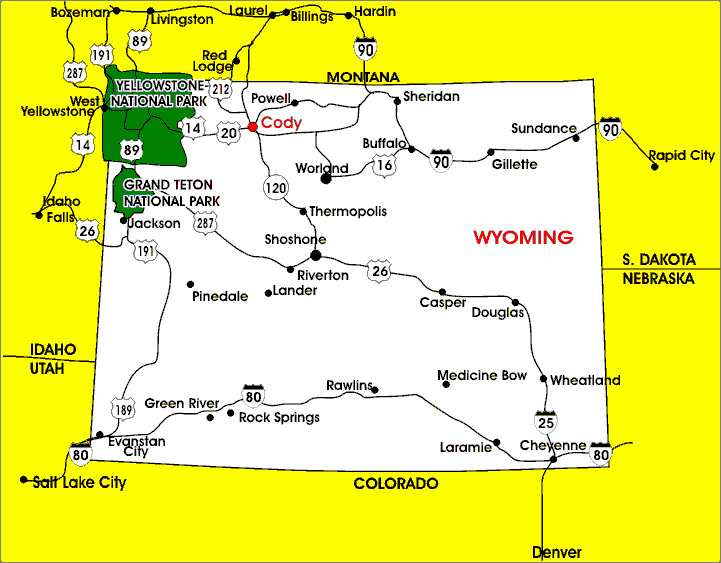 Bozeman
Livingston
Laurel
Billings
Hardin
191
89
287
90
Red
Lodge
212
MONTANA
YELLOWSTONE
NATIONAL PARK
West
Yellowstone
Powell
Sheridan
Cody
14
20
14
Buffalo
Sundance
90
Gillette
90
Rapid City
16
Worland
89
GRAND TETON
NATIONAL PARK
120
Idaho
Falls
26
Jackson
287
191
Thermopolis
Shoshone
WYOMING
Riverton
26
S. DAKOTA
NEBRASKA
Pinedale
Lander
Casper
Douglas
IDAHO
UTAH
Medicine Bow
Wheatland
Rawlins
80
Green River
Rock Springs
189
25
Evanstan
City
80
Laramie
Cheyenne
80
Salt Lake City
COLORADO
Denver